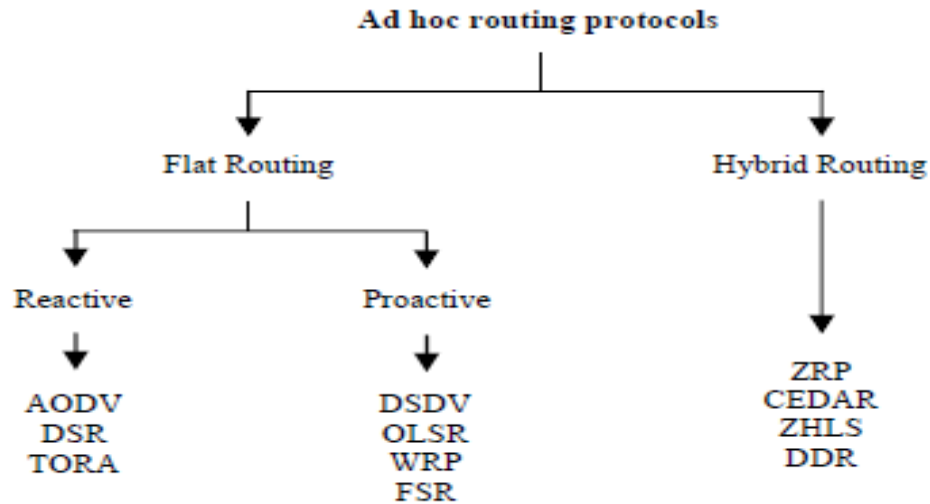 Ad hoc routing protocols
Flat Routing
Hybrid Routing
Reactive
Proactive
AODV
DSR
TORA
DSDV
OLSR
WRP
FSR
ZRP
CEDAR
ZHLS
DDR